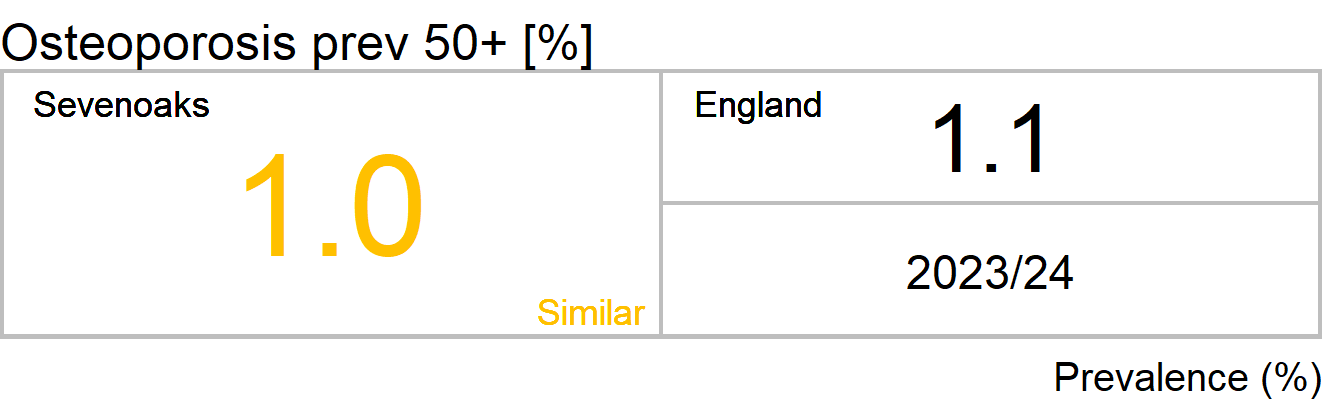 Osteoporosis prev 50+ [%]
Sevenoaks
1.0
Similar
England
1.1
2023/24
Prevalence (%)